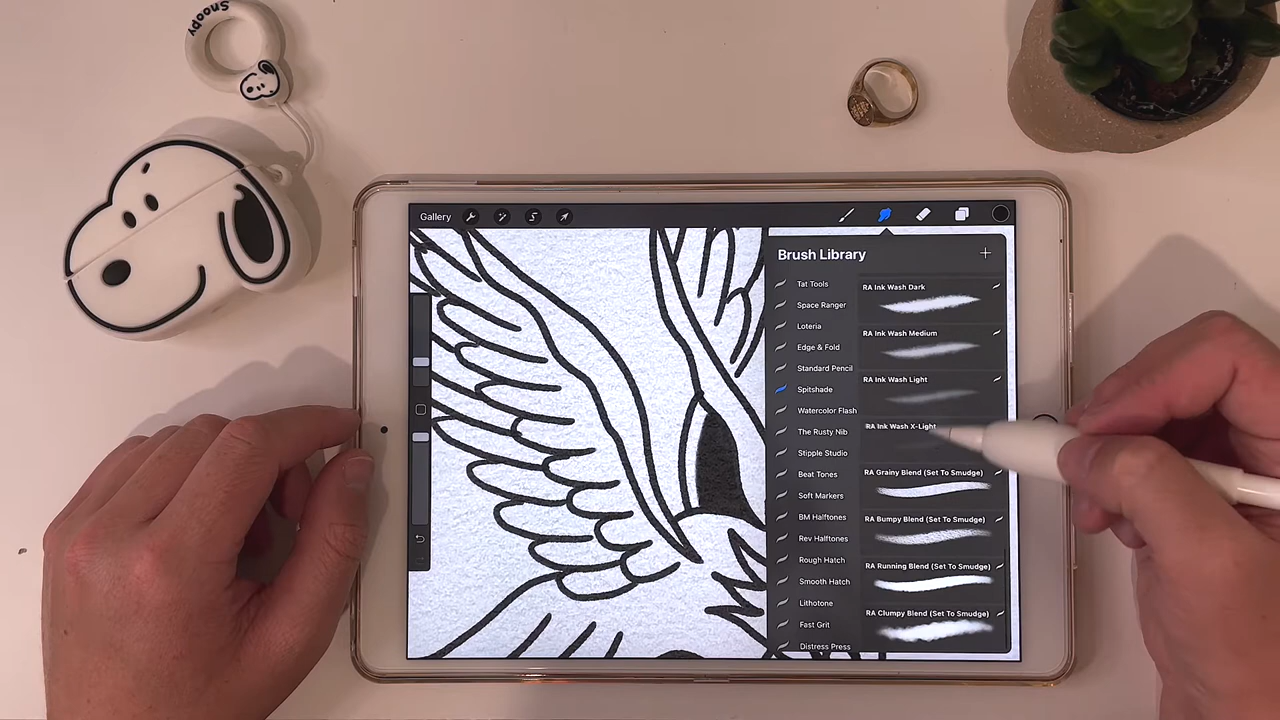 Snoopy
Gallery
Brush Library
Tat Tools
Space Ranger
Loteria
Edge & Fold
Standard Pencil
Spitshade
Watercolor Flash
The Rusty Nib
Stipple Studio
Beat Tones
Soft Markers
BM Halftones
Rev Halftones
Rough Hatch
Smooth Hatch
Lithotone
Fast Grit
Distress Press
RA Ink Wash Dark
RA Ink Wash Medium
RA Ink Wash Light
RA Ink Wash X-Light
RA Grainy Blend (Set To Smudge)
RA Bumpy Blend (Set To Smudge)
RA Running Blend (Set To Smudge)
RA Clumpy Blend (Set To Smudge)